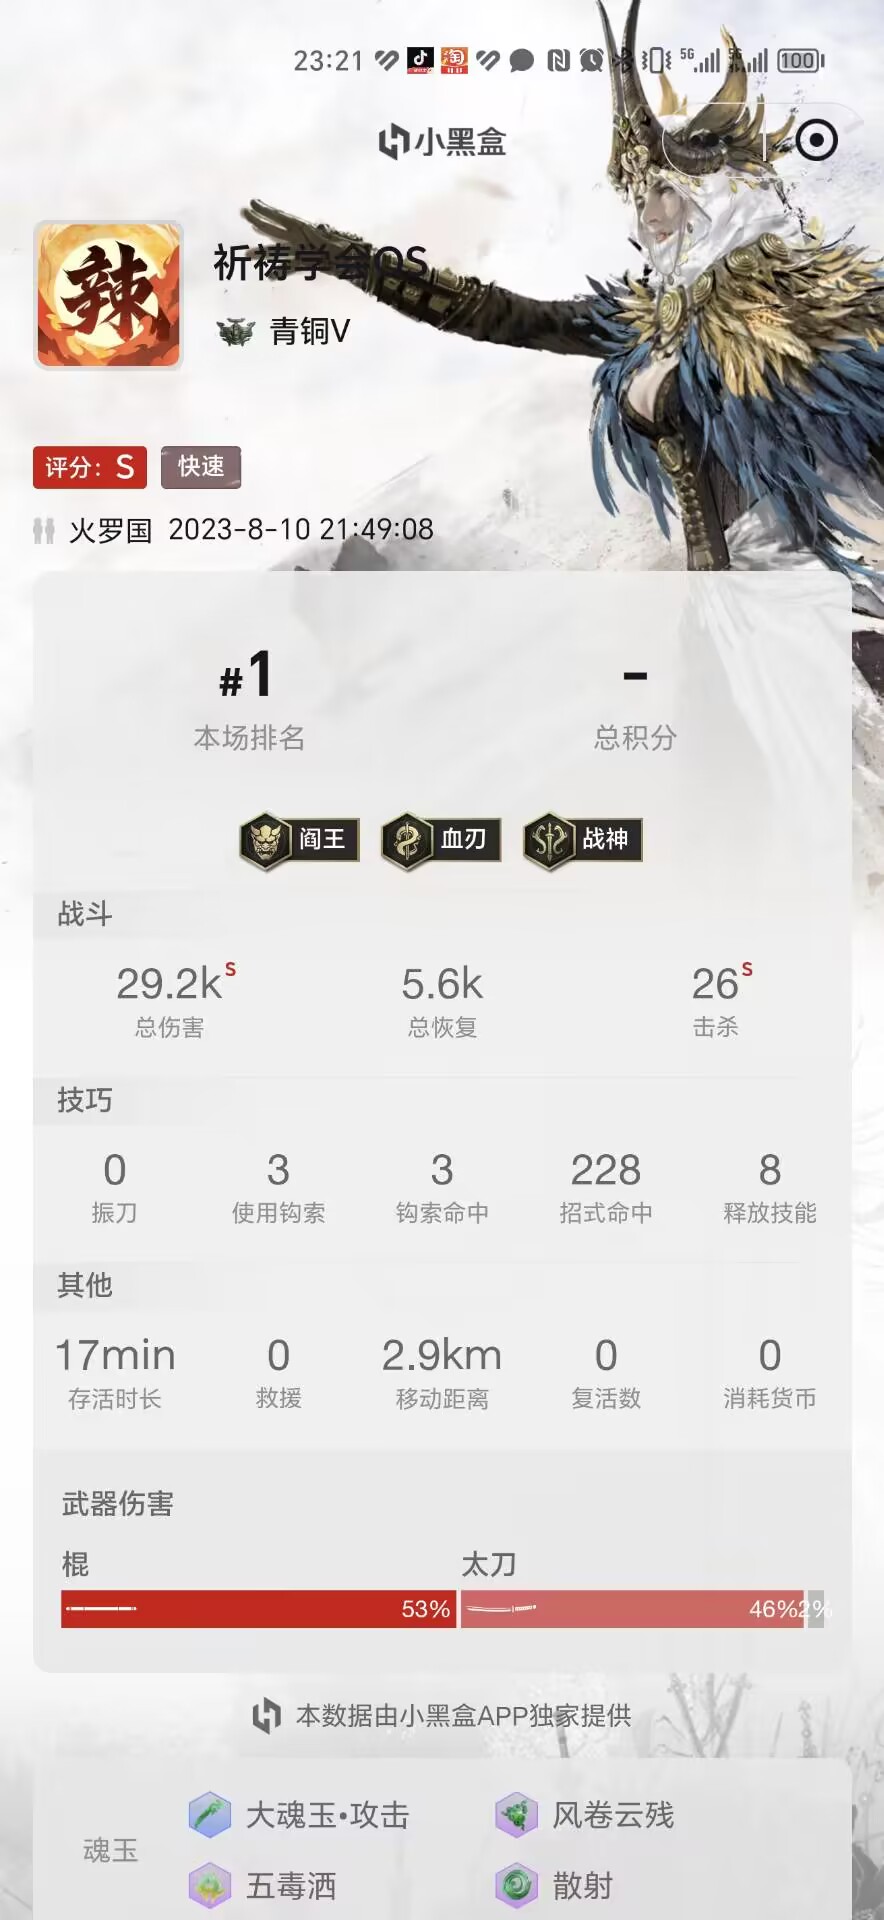 23:21 5G 5G 100
小黑盒
辣
祈祷学会QS
青铜V
评分：S 快速
火罗国 2023-8-10 21:49:08
#1 -
本场排名 总积分
阎王 血刃 战神
战斗
29.2k S 5.6k 26 S
总伤害 总恢复 击杀
技巧
0 3 3 228 8
振刀 使用钩索 钩索命中 招式命中 释放技能
其他
17min 0 2.9km 0 0
存活时长 救援 移动距离 复活数 消耗货币
武器伤害
棍 太刀
53% 46% 2%
本数据由小黑盒APP独家提供
魂玉
大魂玉•攻击 风卷云残
五毒洒 散射